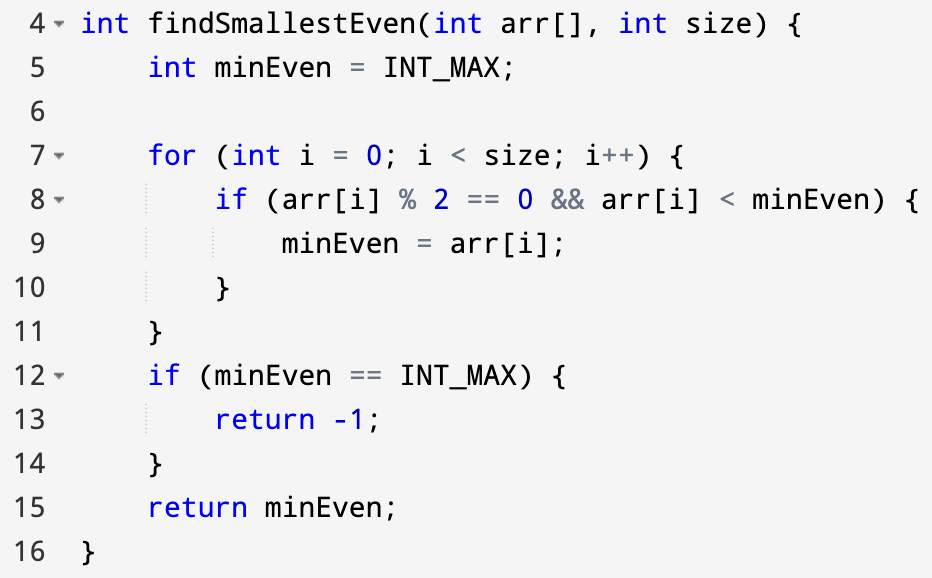 4 int findSmallestEven(int arr[], int size) {
5     int minEven = INT_MAX;
6
7     for (int i = 0; i < size; i++) {
8         if (arr[i] % 2 == 0 && arr[i] < minEven) {
9             minEven = arr[i];
10         }
11     }
12     if (minEven == INT_MAX) {
13         return -1;
14     }
15     return minEven;
16 }